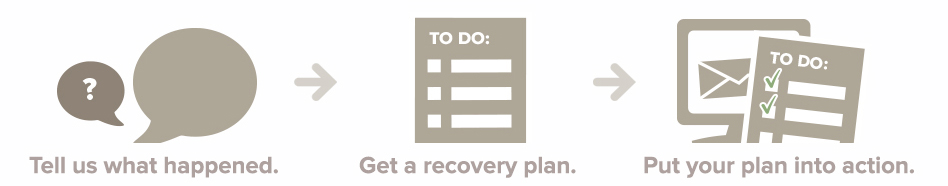 ?
TO DO:
TO DO:
Tell us what happened.
Get a recovery plan.
Put your plan into action.